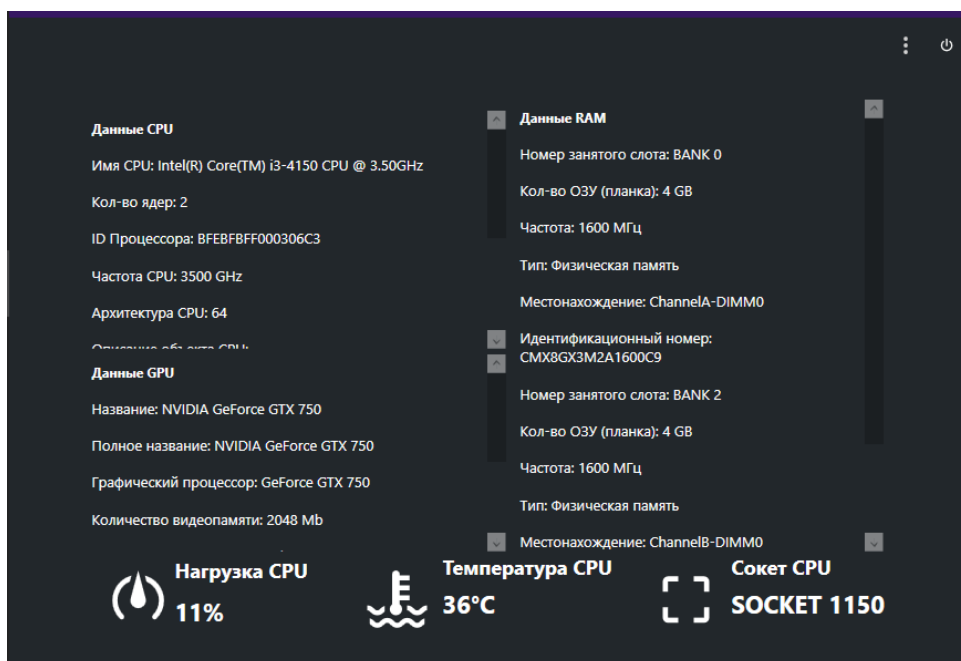 Данные CPU
Имя CPU: Intel(R) Core(TM) i3-4150 CPU @ 3.50GHz
Кол-во ядер: 2
ID Процессора: BFEBFBFF000306C3
Частота CPU: 3500 GHz
Архитектура CPU: 64
Описание объекта CPU:
Данные GPU
Название: NVIDIA GeForce GTX 750
Полное название: NVIDIA GeForce GTX 750
Графический процессор: GeForce GTX 750
Количество видеопамяти: 2048 Mb
Данные RAM
Номер занятого слота: BANK 0
Кол-во ОЗУ (планка): 4 GB
Частота: 1600 МГц
Тип: Физическая память
Местонахождение: ChannelA-DIMM0
Идентификационный номер:
CMX8GX3M2A1600C9
Номер занятого слота: BANK 2
Кол-во ОЗУ (планка): 4 GB
Частота: 1600 МГц
Тип: Физическая память
Местонахождение: ChannelB-DIMM0
Нагрузка CPU
11%
Температура CPU
36°C
Сокет CPU
SOCKET 1150